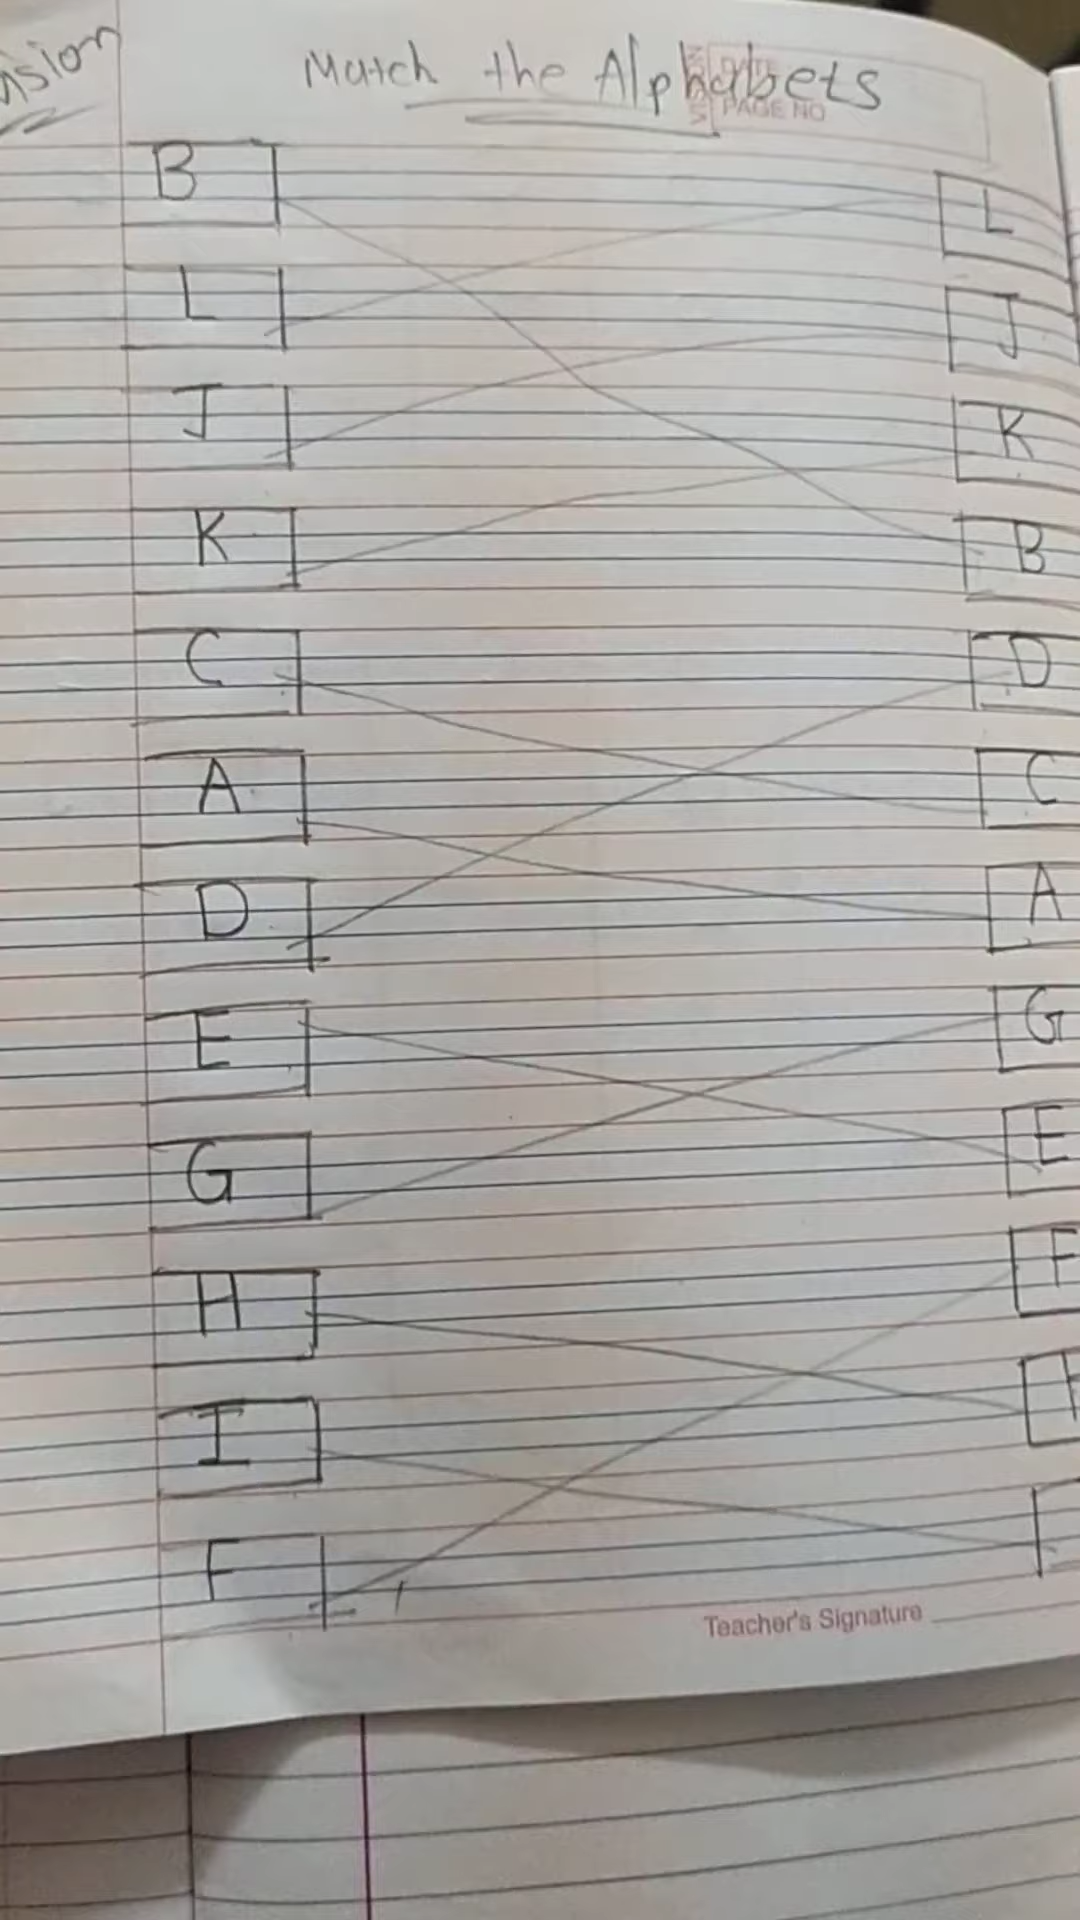 Match the Alphabets
DATE
PAGE NO
B
L
L
J
J
K
K
B
C
D
A
C
D
A
E
G
G
E
H
F
I
F
Teacher's Signature